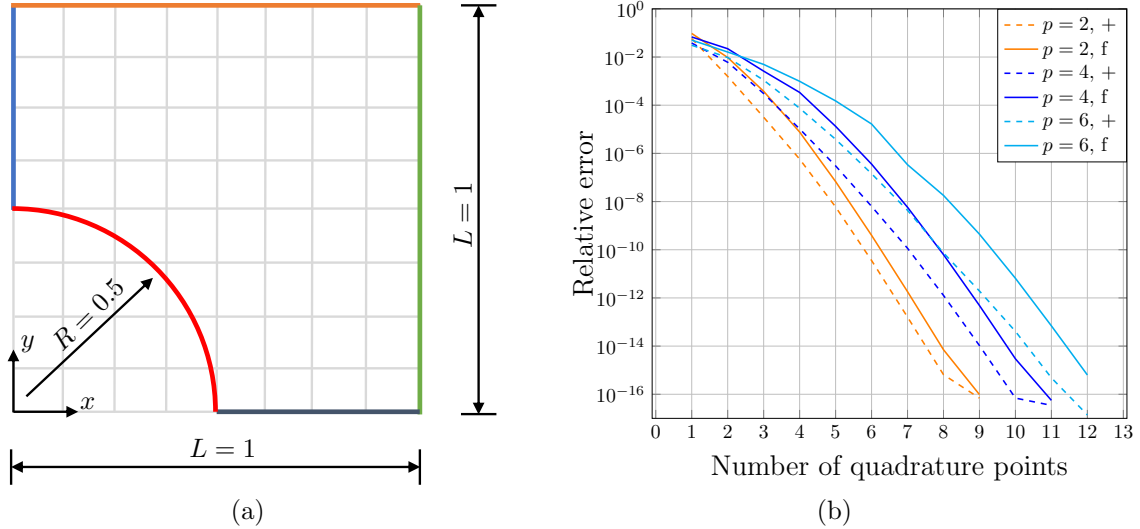 L = 1
L = 1
R = 0.5
y
x
(a)
10^0
10^-2
10^-4
10^-6
10^-8
10^-10
10^-12
10^-14
10^-16
Relative error
0 1 2 3 4 5 6 7 8 9 10 11 12 13
Number of quadrature points
p = 2, +
p = 2, f
p = 4, +
p = 4, f
p = 6, +
p = 6, f
(b)